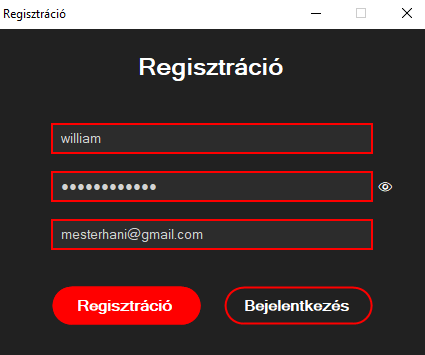 Regisztráció
Regisztráció
william
●●●●●●●●●●●●
mesterhani@gmail.com
Regisztráció Bejelentkezés